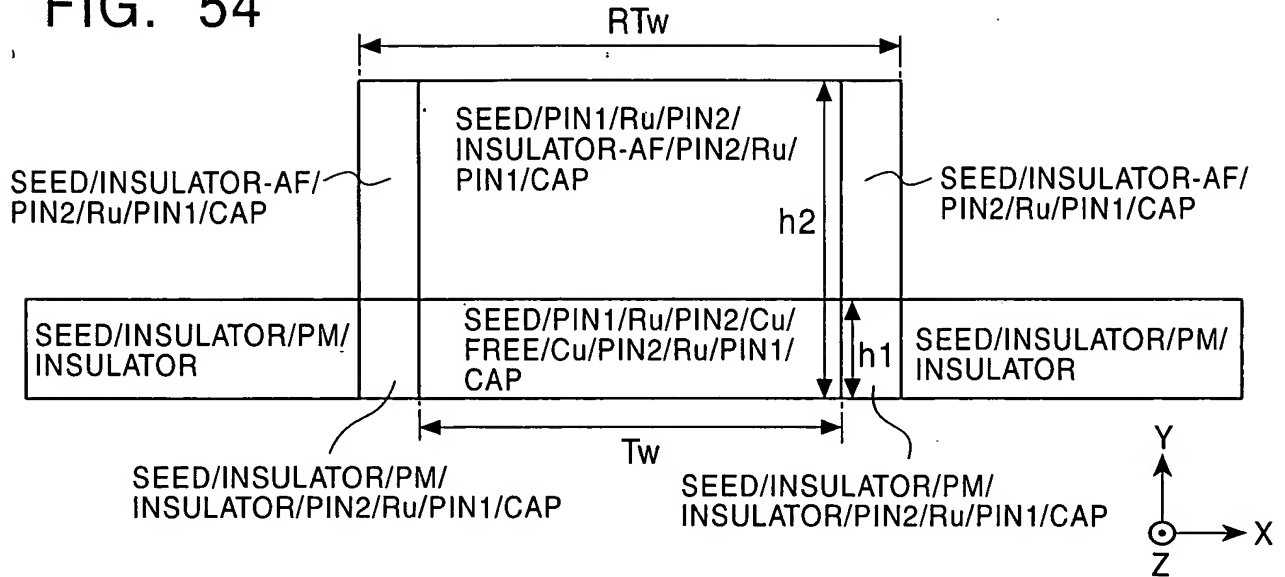 FIG. 54
RTw
SEED/PIN1/Ru/PIN2/
INSULATOR-AF/PIN2/Ru/
PIN1/CAP
SEED/INSULATOR-AF/
PIN2/Ru/PIN1/CAP
SEED/INSULATOR-AF/
PIN2/Ru/PIN1/CAP
h2
SEED/INSULATOR/PM/
INSULATOR
SEED/PIN1/Ru/PIN2/Cu/
FREE/Cu/PIN2/Ru/PIN1/
CAP
h1
SEED/INSULATOR/PM/
INSULATOR
Tw
SEED/INSULATOR/PM/
INSULATOR/PIN2/Ru/PIN1/CAP
SEED/INSULATOR/PM/
INSULATOR/PIN2/Ru/PIN1/CAP
Y
X
Z